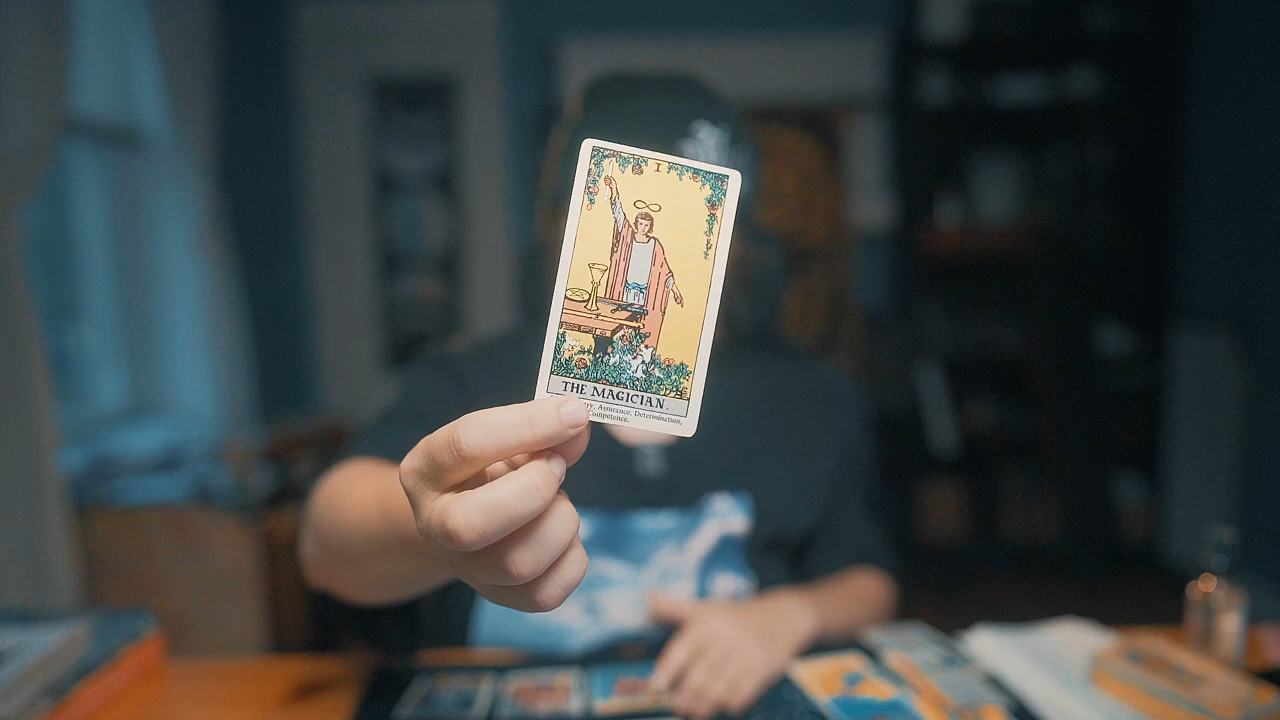 I
THE MAGICIAN.
Assurance, Determination,
Competence.